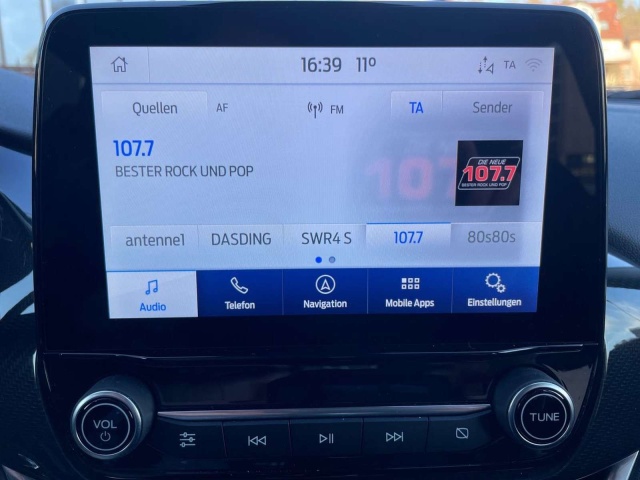 16:39 11° TA
Quellen AF FM TA Sender
107.7
BESTER ROCK UND POP
DIE NEUE
107.7
BESTER ROCK UND POP
antenne1 DASDING SWR4 S 107.7 80s80s
Audio Telefon Navigation Mobile Apps Einstellungen
VOL TUNE